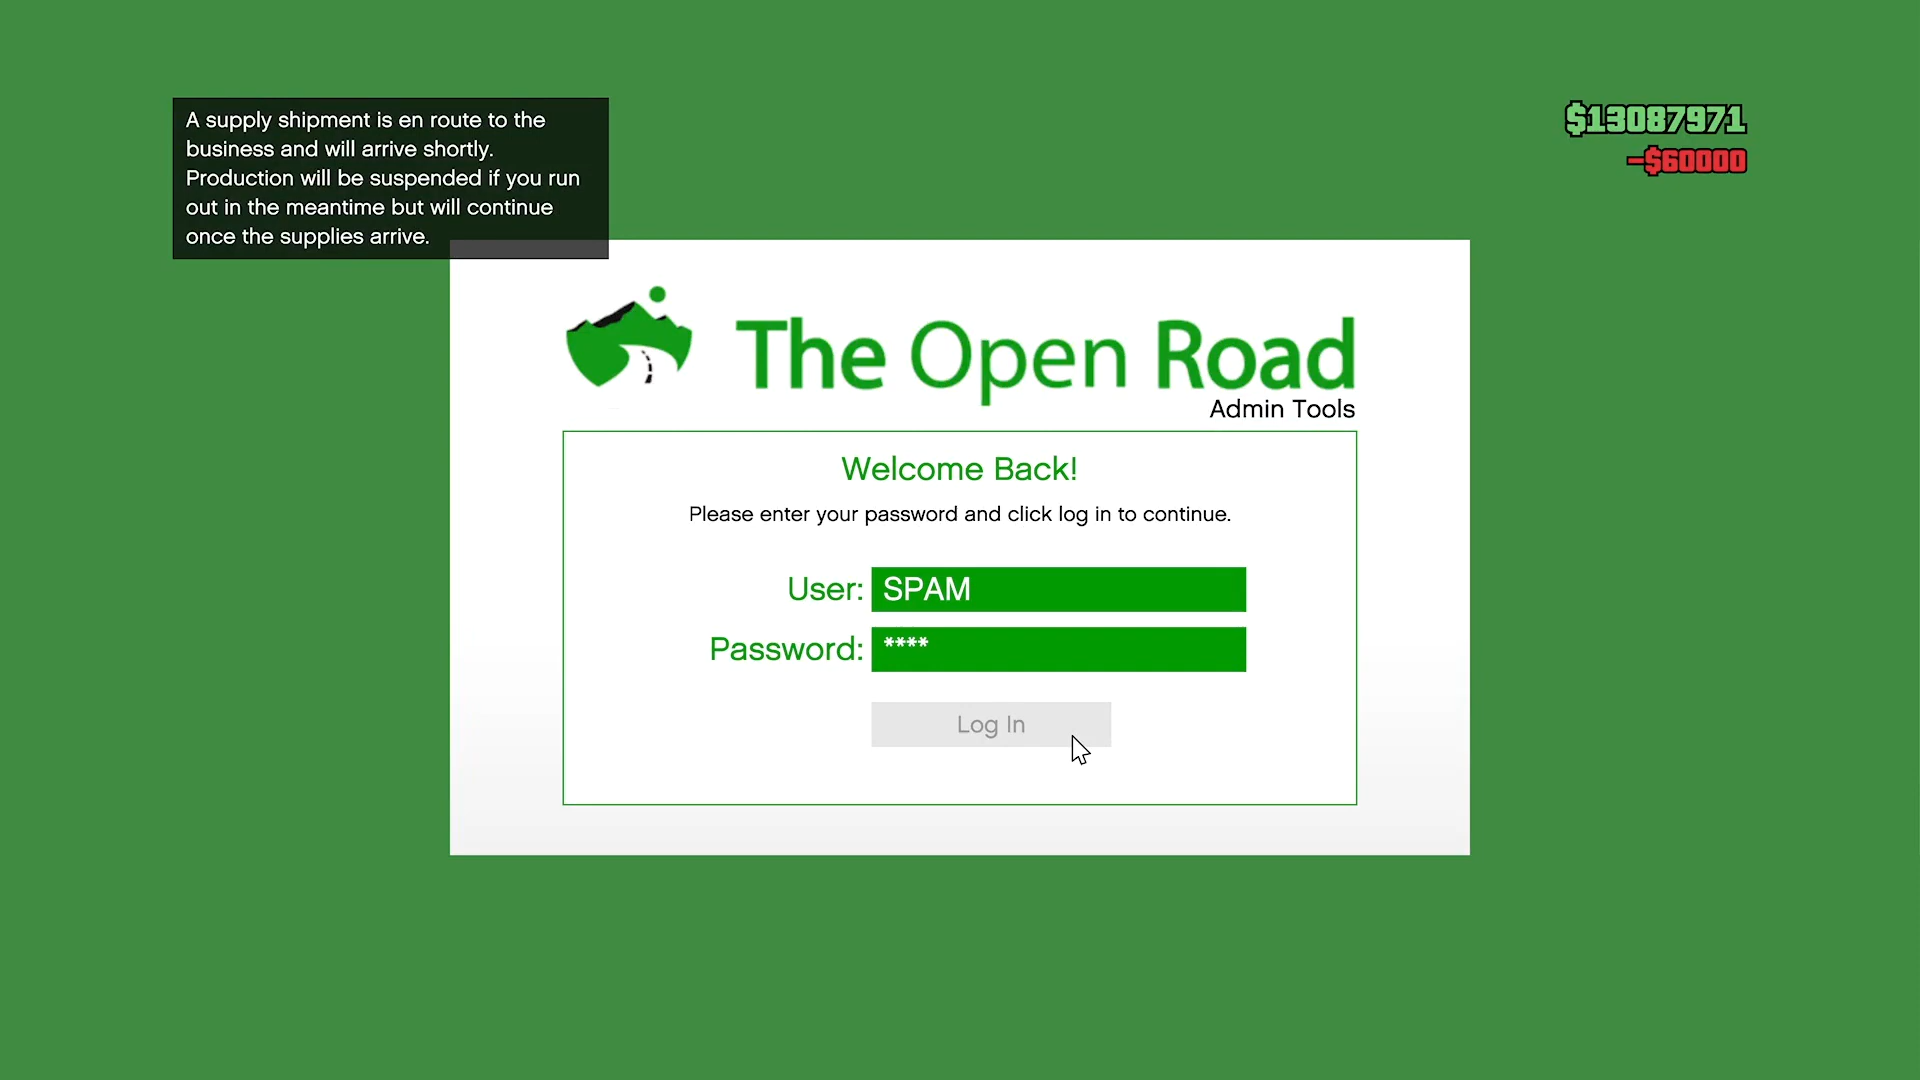 A supply shipment is en route to the
business and will arrive shortly.
Production will be suspended if you run
out in the meantime but will continue
once the supplies arrive.
$13087971
-$60000
The Open Road
Admin Tools
Welcome Back!
Please enter your password and click log in to continue.
User: SPAM
Password: ****
Log In